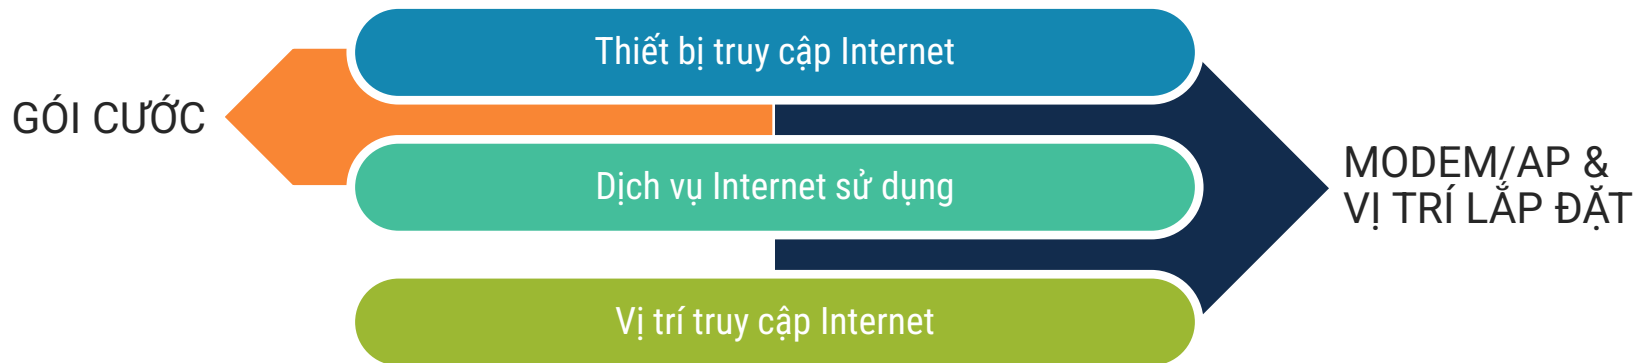 Thiết bị truy cập Internet
GÓI CƯỚC
Dịch vụ Internet sử dụng
MODEM/AP &
VỊ TRÍ LẮP ĐẶT
Vị trí truy cập Internet